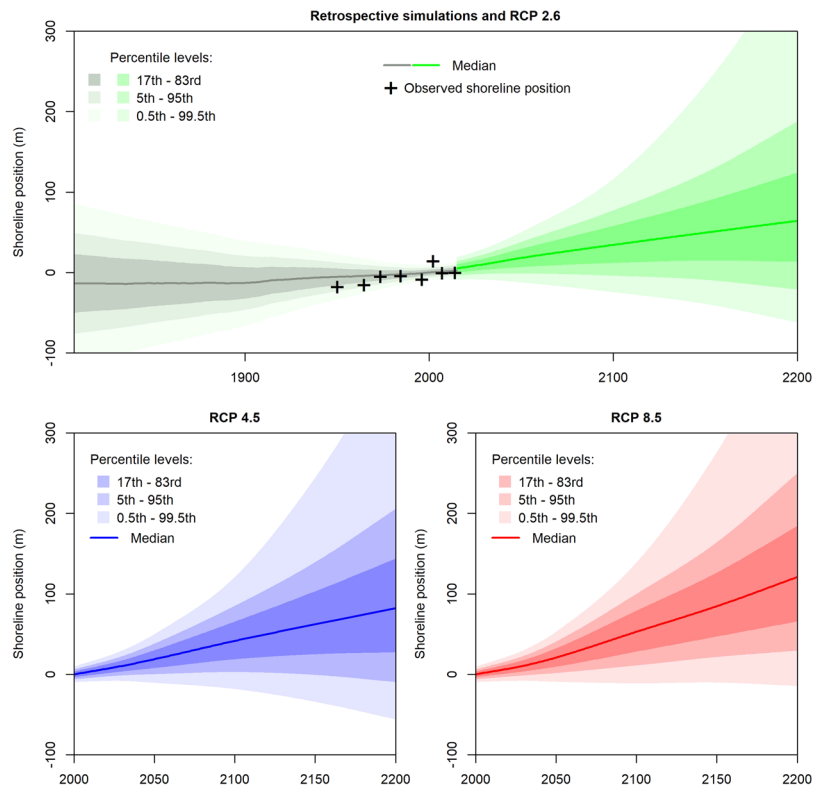 Retrospective simulations and RCP 2.6
Shoreline position (m)
300
200
100
0
-100
Percentile levels:
17th - 83rd
5th - 95th
0.5th - 99.5th
Median
Observed shoreline position
1900 2000 2100 2200
RCP 4.5
Shoreline position (m)
300
200
100
0
-100
Percentile levels:
17th - 83rd
5th - 95th
0.5th - 99.5th
Median
2000 2050 2100 2150 2200
RCP 8.5
Shoreline position (m)
300
200
100
0
-100
Percentile levels:
17th - 83rd
5th - 95th
0.5th - 99.5th
Median
2000 2050 2100 2150 2200